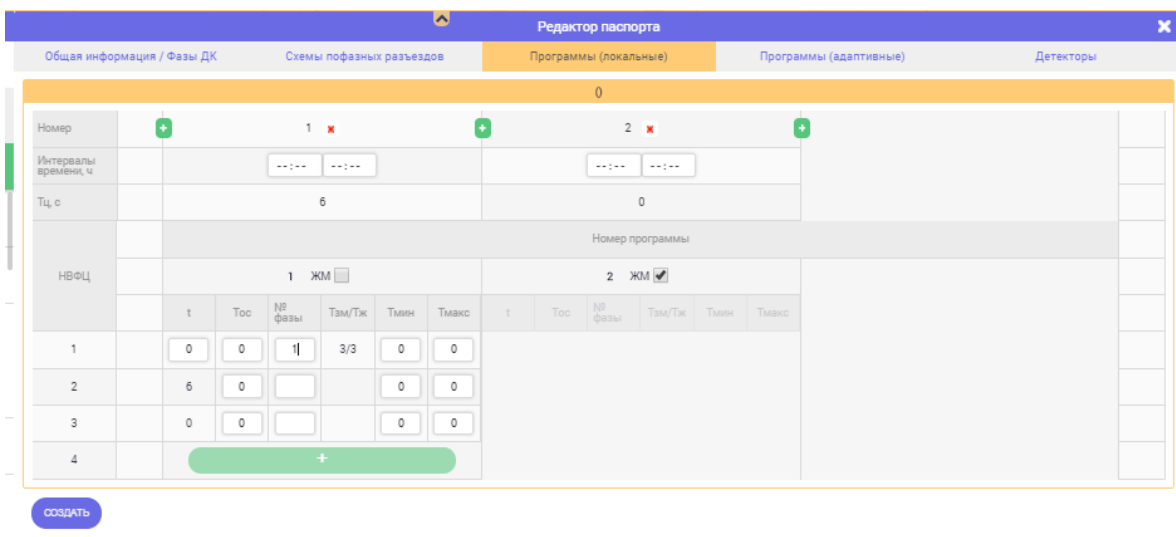 Редактор паспорта
Общая информация / Фазы ДК Схемы пофазных разъездов Программы (локальные) Программы (адаптивные) Детекторы
()
Номер 1 2
Интервалы времени, ч --:-- --:-- --:-- --:--
Тц, с 6 0
Номер программы
НВФЦ 1 ЖМ 2 ЖМ
t Тос № фазы Тзм/Тж Тмин Тмакс t Тос № фазы Тзм/Тж Тмин Тмакс
1 0 0 1 3/3 0 0
2 6 0 0 0
3 0 0 0 0
4 +
СОЗДАТЬ